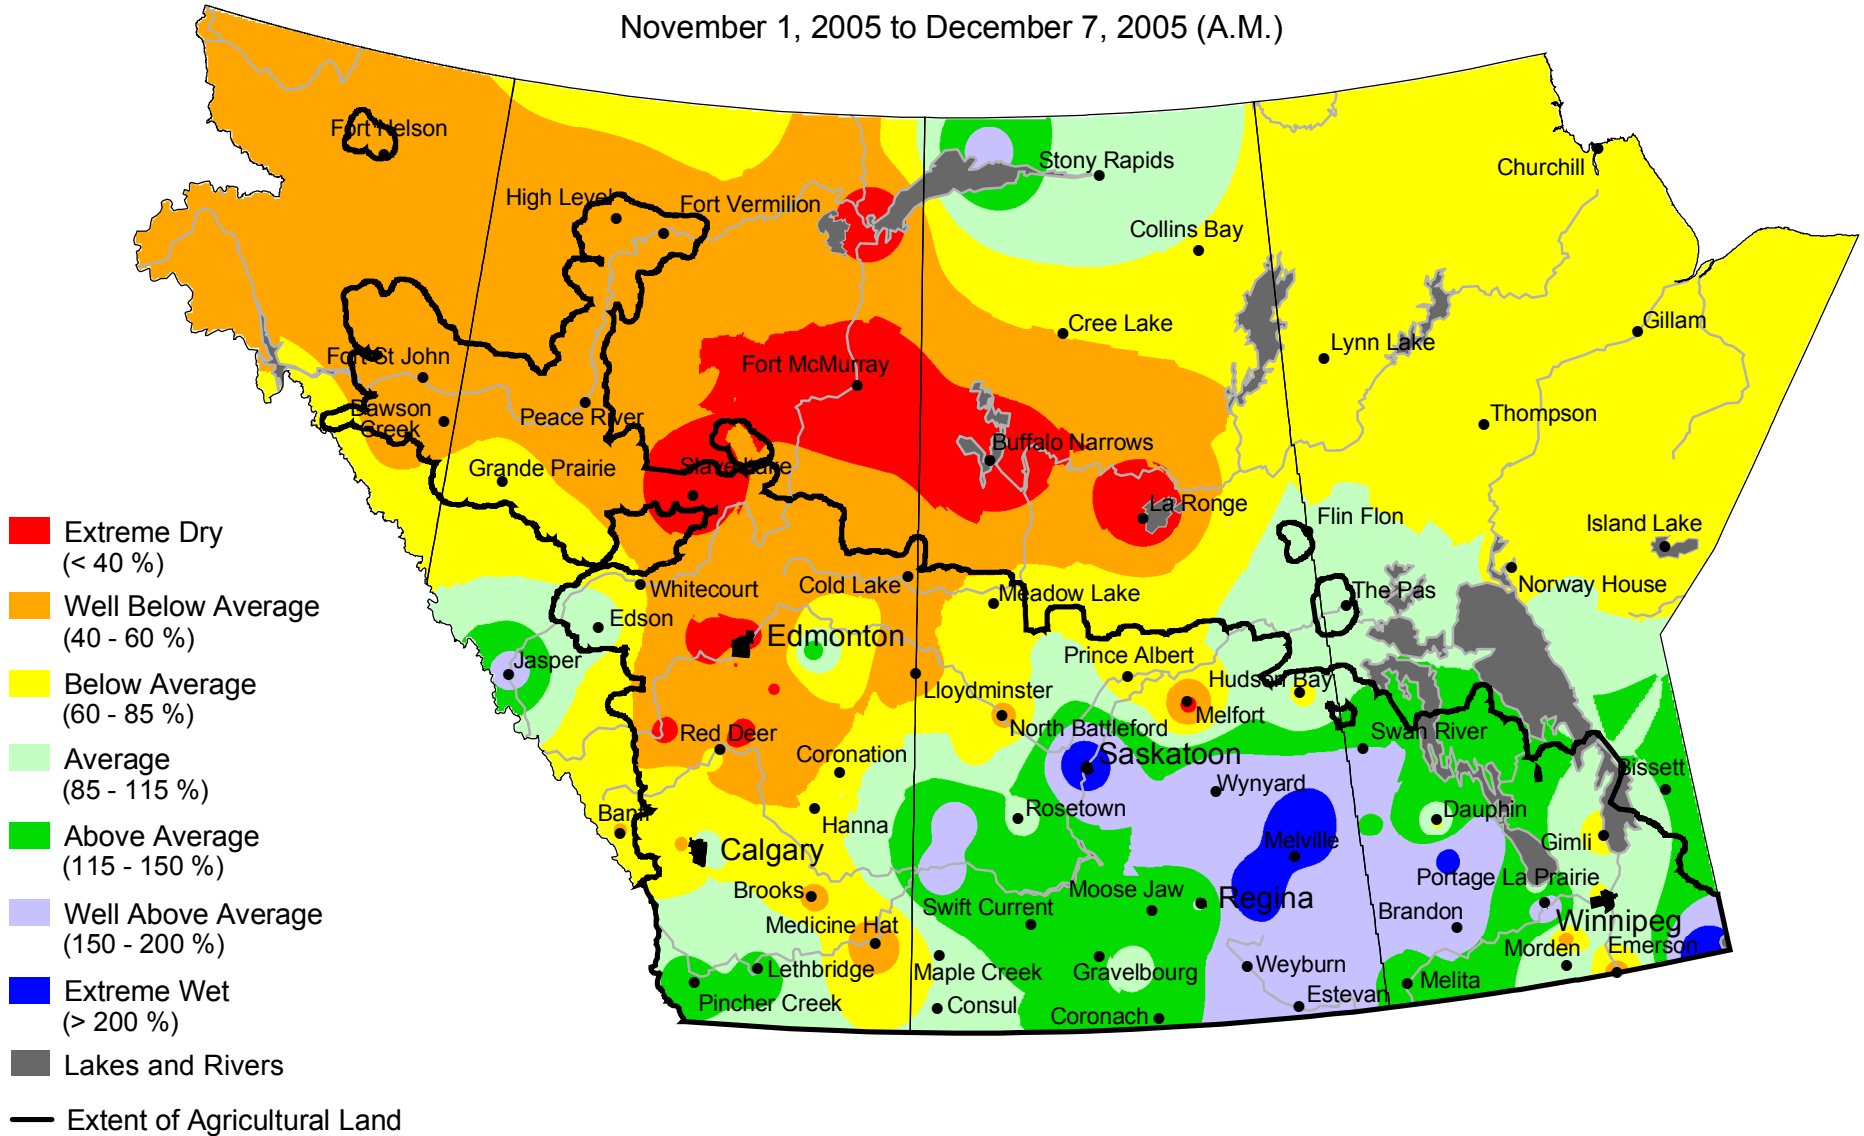 November 1, 2005 to December 7, 2005 (A.M.)
Fort Nelson
Churchill
Stony Rapids
High Level
Fort Vermilion
Collins Bay
Cree Lake
Gillam
Lynn Lake
Fort St John
Fort McMurray
Dawson
Creek
Peace River
Thompson
Buffalo Narrows
Grande Prairie
Slave Lake
La Ronge
Flin Flon
Island Lake
Whitecourt
Cold Lake
Meadow Lake
The Pas
Norway House
Edson
Edmonton
Jasper
Prince Albert
Hudson Bay
Lloydminster
Melfort
North Battleford
Red Deer
Swan River
Coronation
Saskatoon
Bissett
Wynyard
Banff
Hanna
Rosetown
Dauphin
Calgary
Melville
Gimli
Brooks
Moose Jaw
Regina
Portage La Prairie
Swift Current
Brandon
Winnipeg
Medicine Hat
Morden
Emerson
Lethbridge
Maple Creek
Gravelbourg
Weyburn
Melita
Pincher Creek
Consul
Coronach
Estevan
Extreme Dry
(< 40 %)
Well Below Average
(40 - 60 %)
Below Average
(60 - 85 %)
Average
(85 - 115 %)
Above Average
(115 - 150 %)
Well Above Average
(150 - 200 %)
Extreme Wet
(> 200 %)
Lakes and Rivers
Extent of Agricultural Land